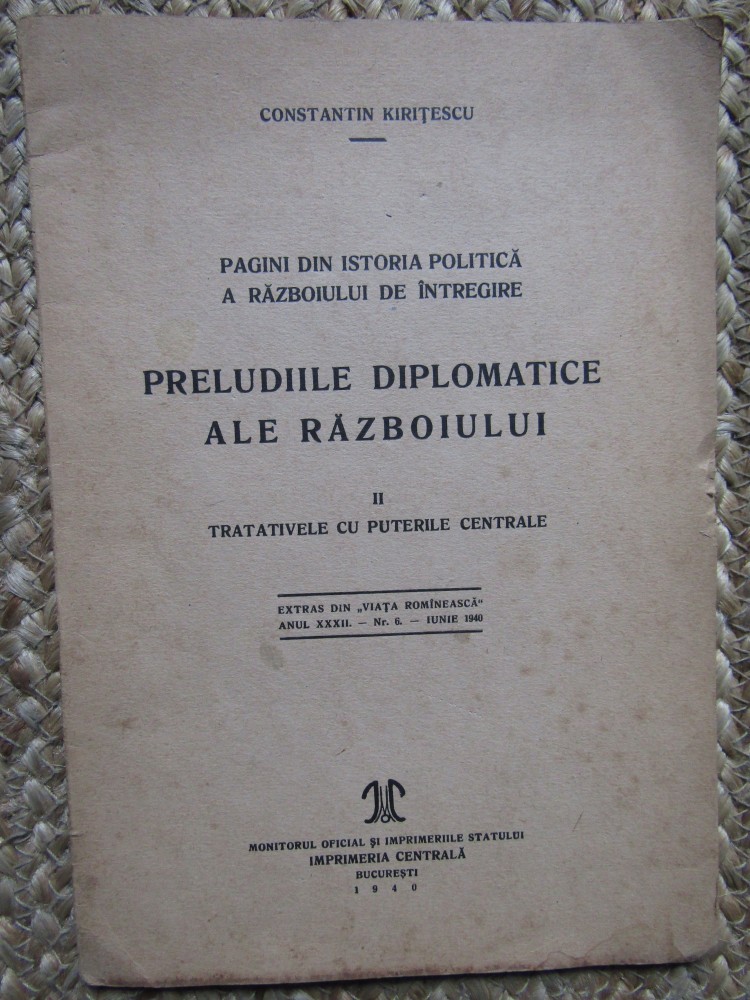 CONSTANTIN KIRIŢESCU
PAGINI DIN ISTORIA POLITICĂ
A RĂZBOIULUI DE ÎNTREGIRE
PRELUDIILE DIPLOMATICE
ALE RĂZBOIULUI
II
TRATATIVELE CU PUTERILE CENTRALE
EXTRAS DIN „VIAŢA ROMÎNEASCĂ"
ANUL XXXII. — Nr. 6. — IUNIE 1940
MONITORUL OFICIAL ŞI IMPRIMERIILE STATULUI
IMPRIMERIA CENTRALĂ
BUCUREŞTI
1940